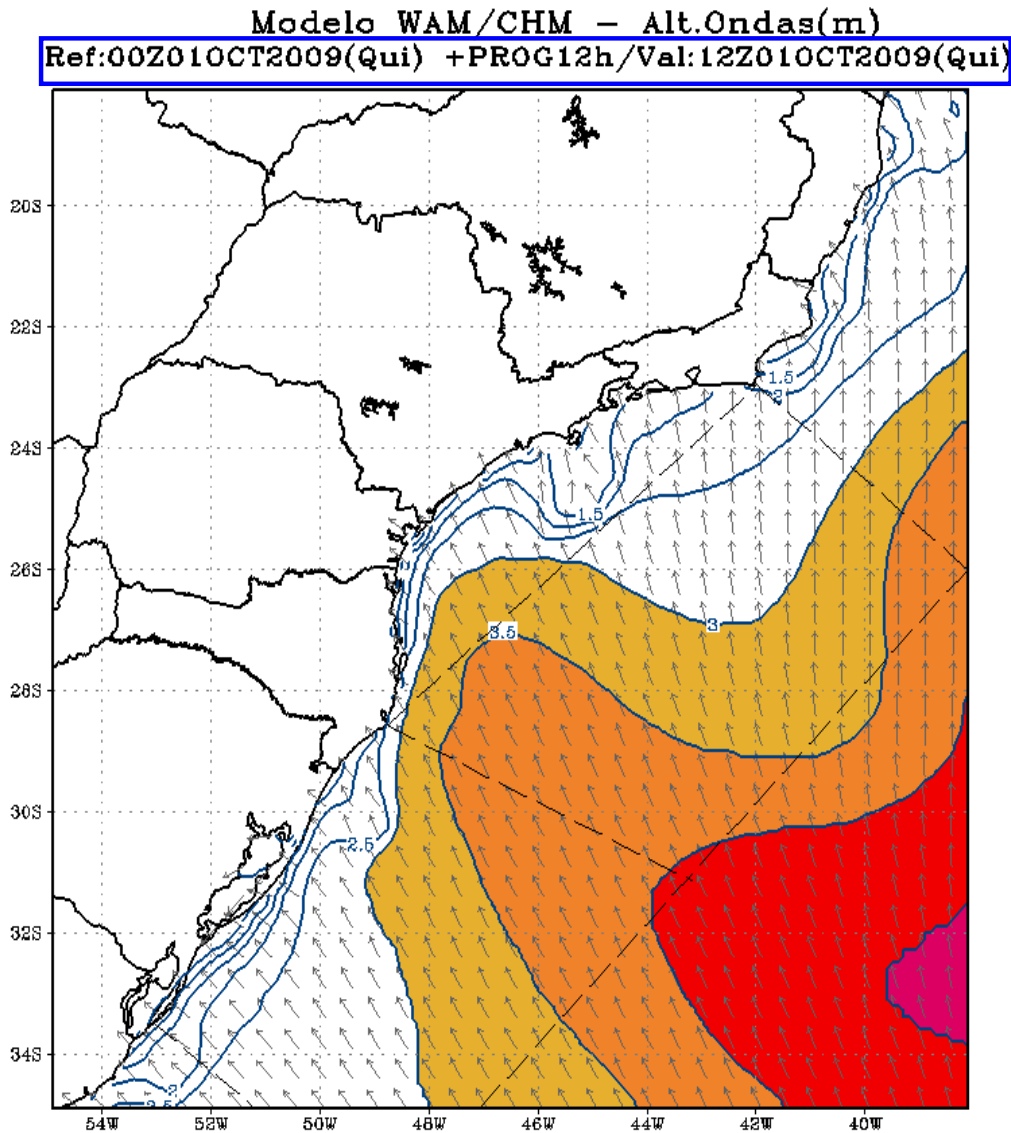 Modelo WAM/CHM – Alt.Ondas(m)
Ref:00Z01OCT2009(Qui) +PROG12h/Val:12Z01OCT2009(Qui)
20S
22S
1.5
2
24S
1.5
26S
3
3.5
28S
30S
2.5
32S
34S
2
2.5
54W 52W 50W 48W 46W 44W 42W 40W